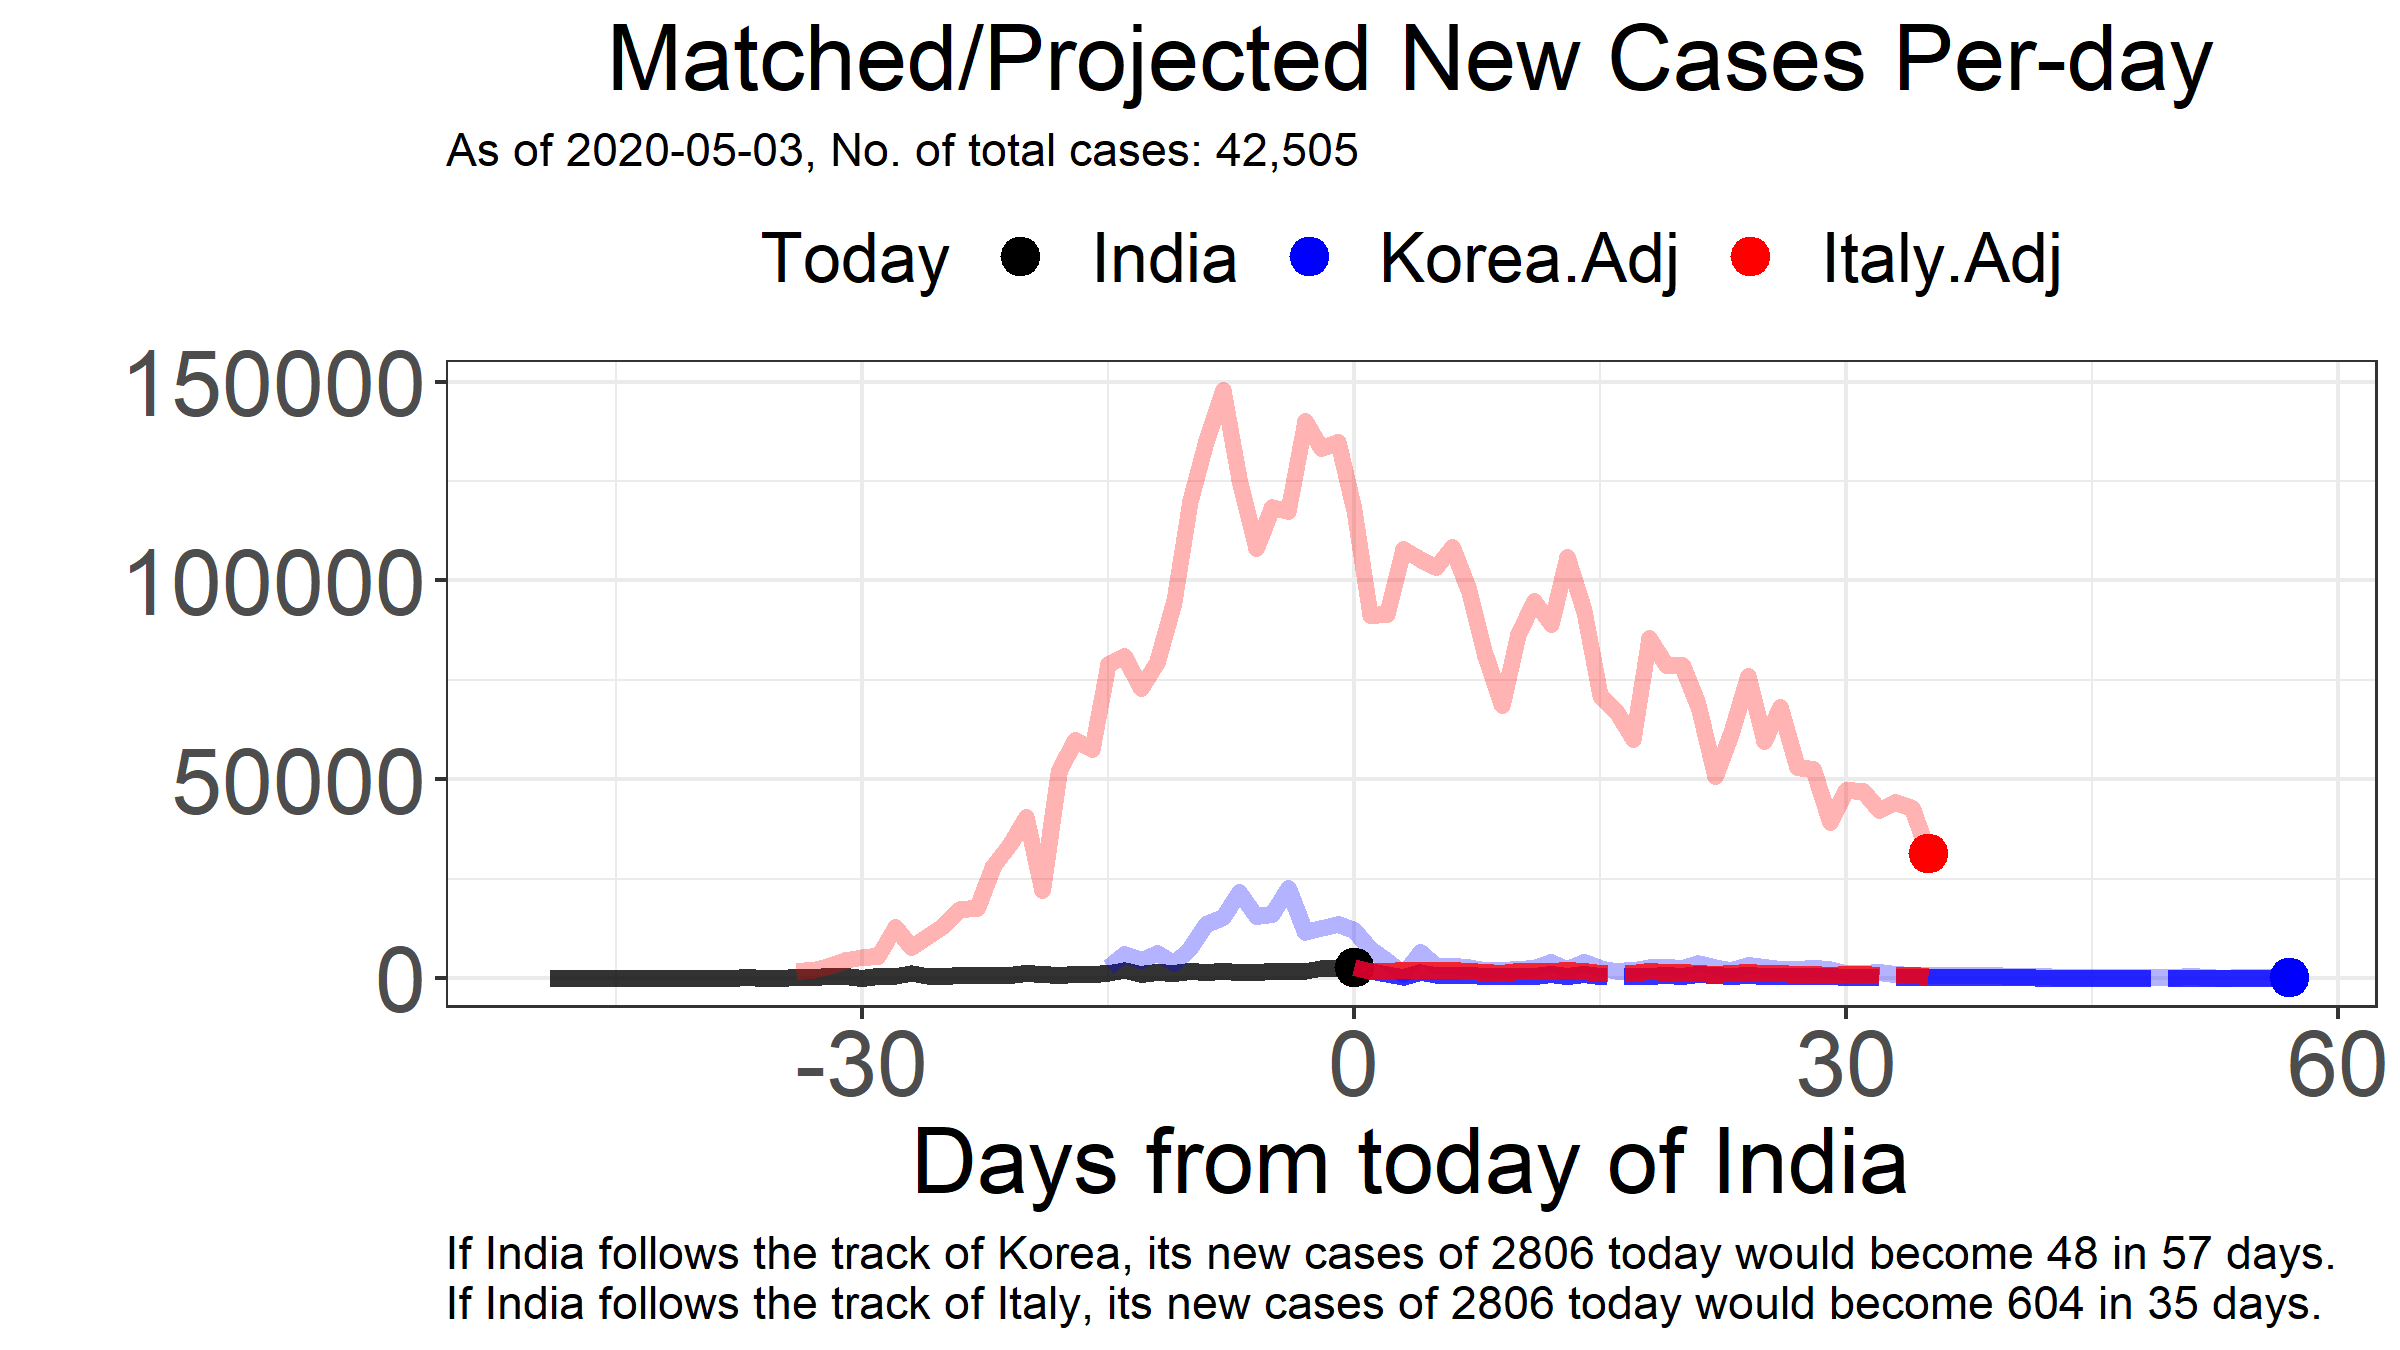 Matched/Projected New Cases Per-day
As of 2020-05-03, No. of total cases: 42,505
Today India Korea.Adj Italy.Adj
150000
100000
50000
0
-30 0 30 60
Days from today of India
If India follows the track of Korea, its new cases of 2806 today would become 48 in 57 days.
If India follows the track of Italy, its new cases of 2806 today would become 604 in 35 days.